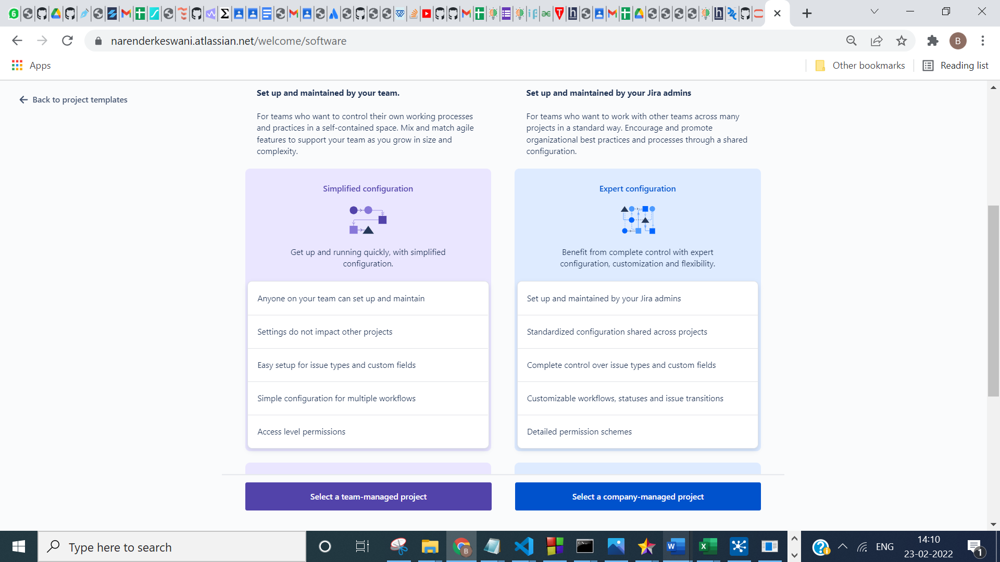 narenderkeswani.atlassian.net/welcome/software
B
Apps
Other bookmarks
Reading list
Back to project templates
Set up and maintained by your team.
For teams who want to control their own working processes
and practices in a self-contained space. Mix and match agile
features to support your team as you grow in size and
complexity.
Set up and maintained by your Jira admins
For teams who want to work with other teams across many
projects in a standard way. Encourage and promote
organizational best practices and processes through a shared
configuration.
Simplified configuration
Get up and running quickly, with simplified
configuration.
Anyone on your team can set up and maintain
Settings do not impact other projects
Easy setup for issue types and custom fields
Simple configuration for multiple workflows
Access level permissions
Expert configuration
Benefit from complete control with expert
configuration, customization and flexibility.
Set up and maintained by your Jira admins
Standardized configuration shared across projects
Complete control over issue types and custom fields
Customizable workflows, statuses and issue transitions
Detailed permission schemes
Select a team-managed project
Select a company-managed project
Type here to search
ENG
14:10
23-02-2022
1